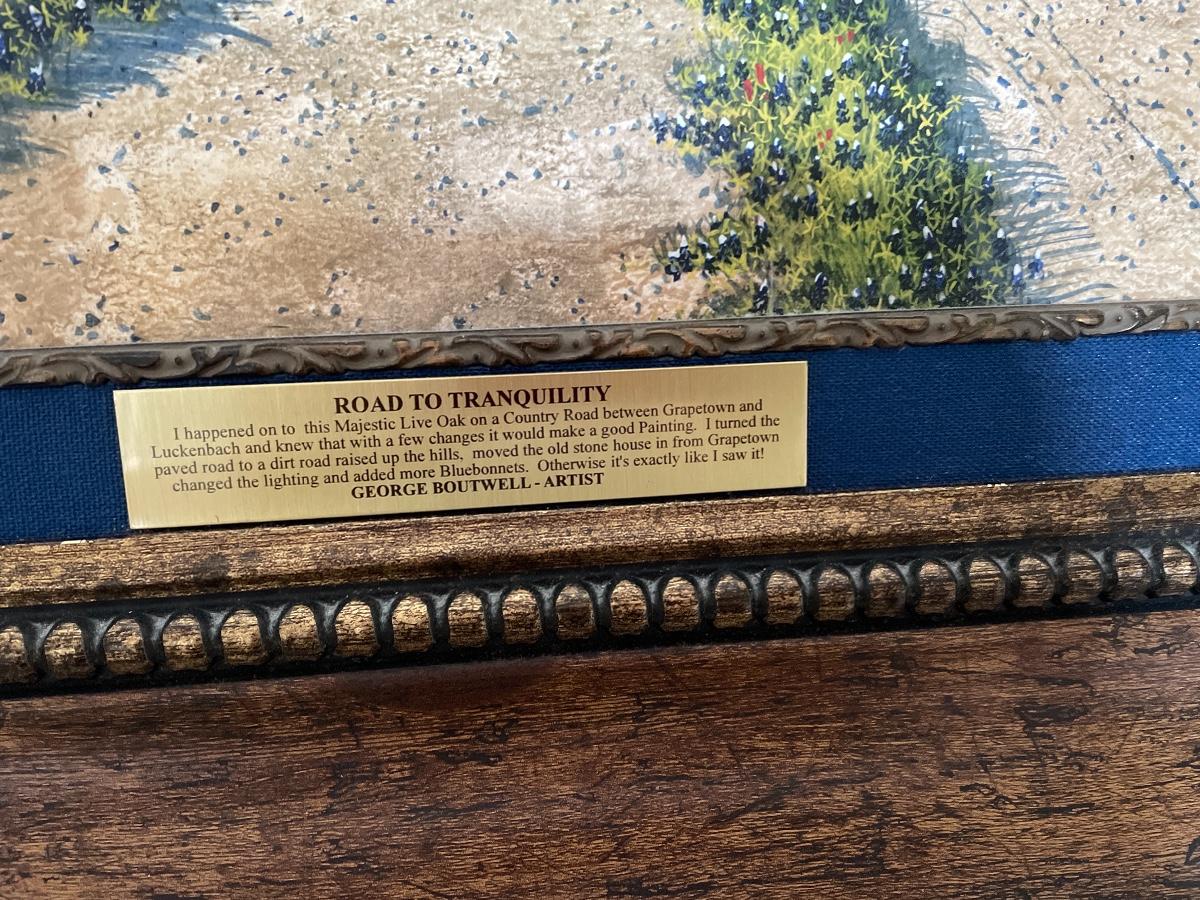 ROAD TO TRANQUILITY
I happened on to this Majestic Live Oak on a Country Road between Grapetown and
Luckenbach and knew that with a few changes it would make a good Painting. I turned the
paved road to a dirt road raised up the hills, moved the old stone house in from Grapetown
changed the lighting and added more Bluebonnets. Otherwise it's exactly like I saw it!
GEORGE BOUTWELL - ARTIST